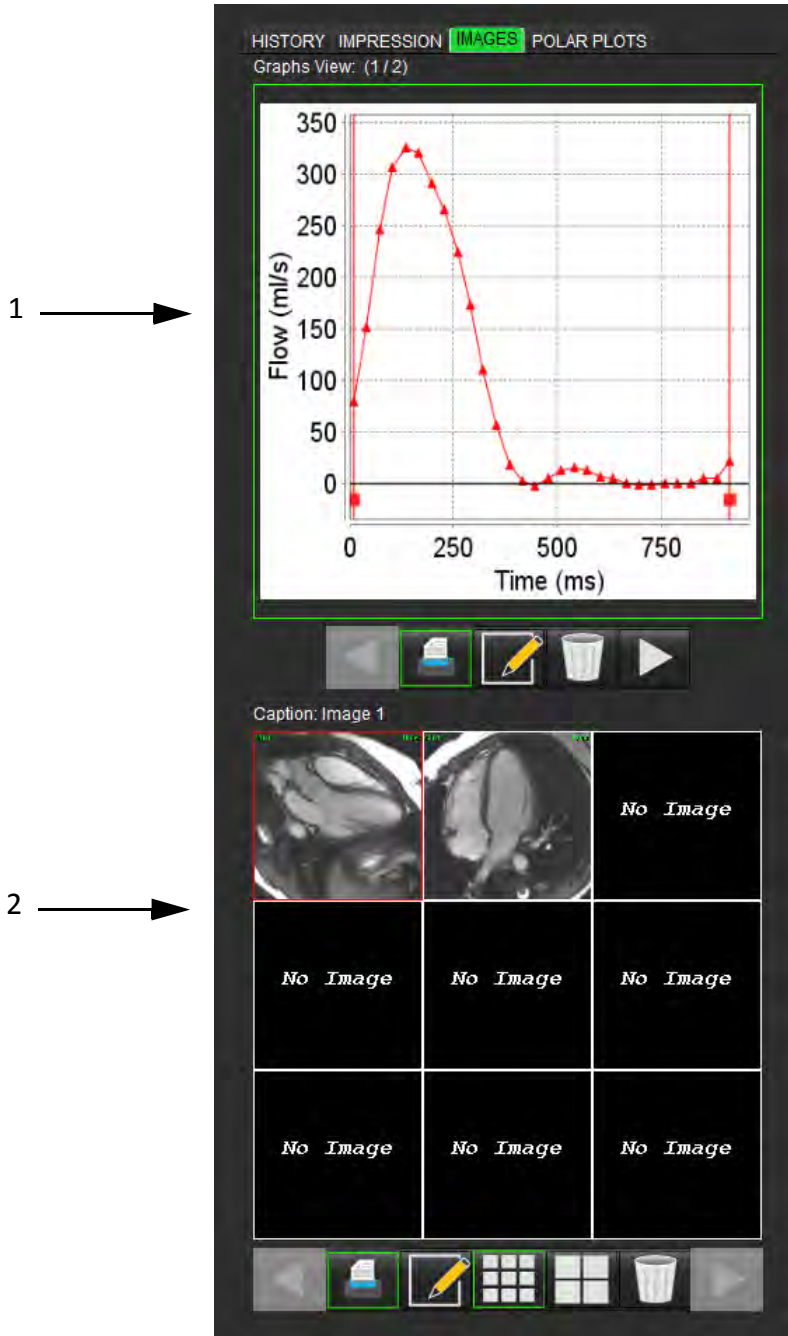 HISTORY IMPRESSION IMAGES POLAR PLOTS
Graphs View: (1 / 2)
350
300
250
200
150
100
50
0
Flow (ml/s)
0 250 500 750
Time (ms)
1
Caption: Image 1
No Image
2
No Image No Image No Image
No Image No Image No Image